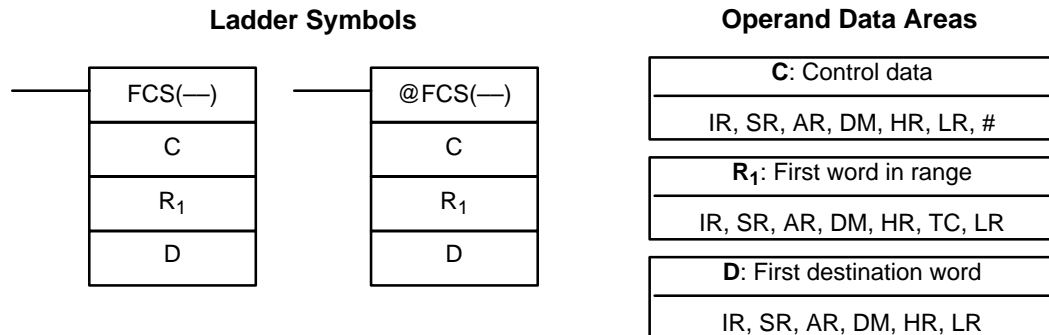 Ladder Symbols
FCS(—)
C
R1
D
@FCS(—)
C
R1
D
Operand Data Areas
C: Control data
IR, SR, AR, DM, HR, LR, #
R1: First word in range
IR, SR, AR, DM, HR, TC, LR
D: First destination word
IR, SR, AR, DM, HR, LR